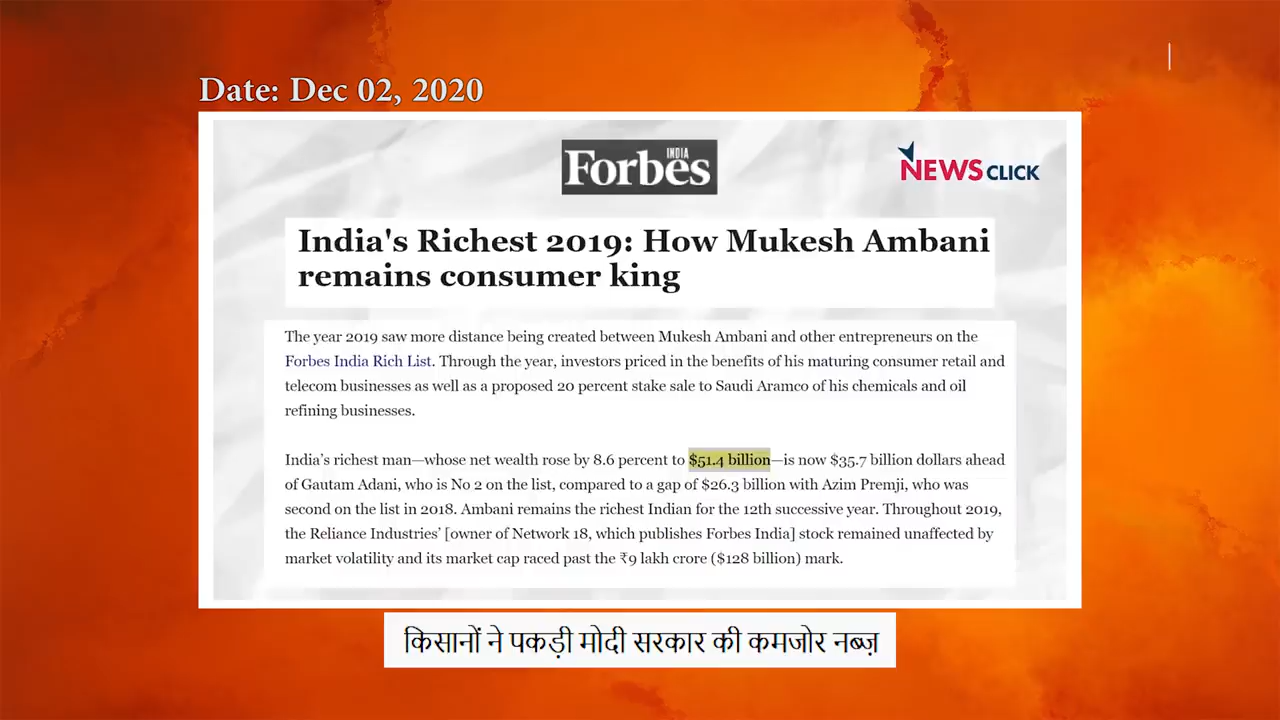 Date: Dec 02, 2020
Forbes
INDIA
NEWSCLICK
India's Richest 2019: How Mukesh Ambani
remains consumer king
The year 2019 saw more distance being created between Mukesh Ambani and other entrepreneurs on the
Forbes India Rich List. Through the year, investors priced in the benefits of his maturing consumer retail and
telecom businesses as well as a proposed 20 percent stake sale to Saudi Aramco of his chemicals and oil
refining businesses.
India's richest man—whose net wealth rose by 8.6 percent to $51.4 billion—is now $35.7 billion dollars ahead
of Gautam Adani, who is No 2 on the list, compared to a gap of $26.3 billion with Azim Premji, who was
second on the list in 2018. Ambani remains the richest Indian for the 12th successive year. Throughout 2019,
the Reliance Industries' [owner of Network 18, which publishes Forbes India] stock remained unaffected by
market volatility and its market cap raced past the ₹9 lakh crore ($128 billion) mark.
किसानों ने पकड़ी मोदी सरकार की कमजोर नब्ज़